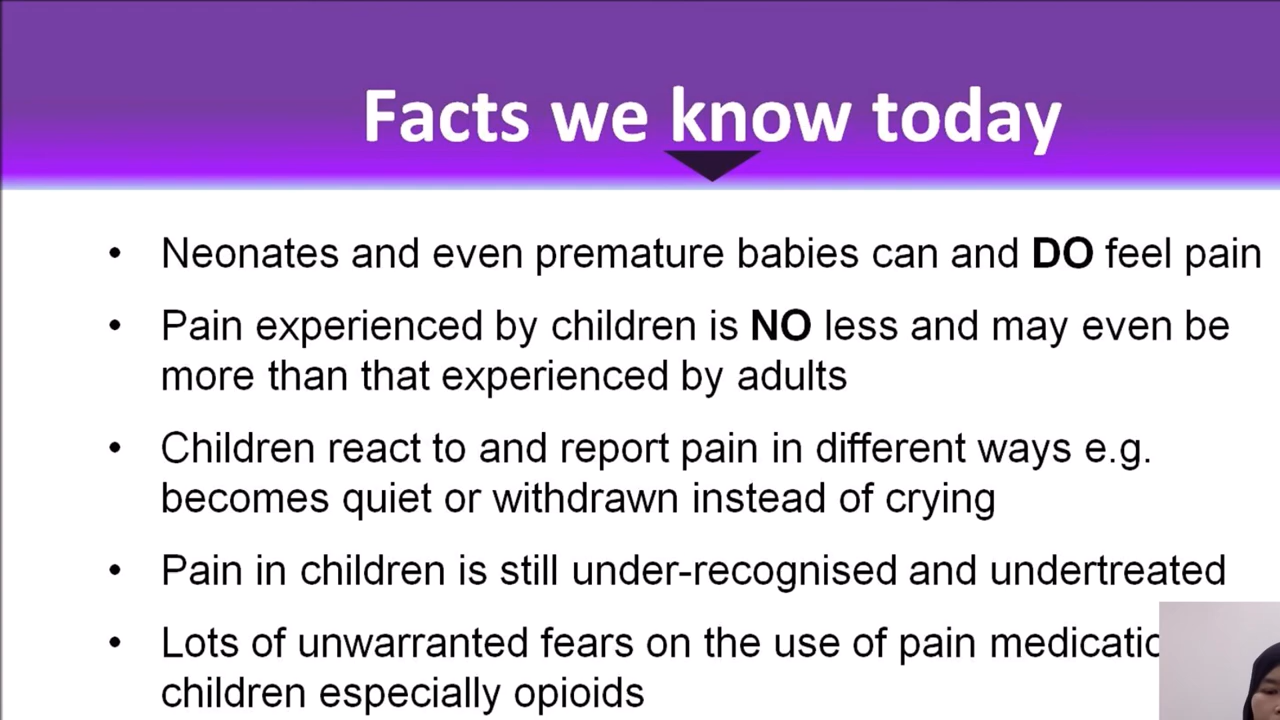 Facts we know today
• Neonates and even premature babies can and DO feel pain
• Pain experienced by children is NO less and may even be
more than that experienced by adults
• Children react to and report pain in different ways e.g.
becomes quiet or withdrawn instead of crying
• Pain in children is still under-recognised and undertreated
• Lots of unwarranted fears on the use of pain
children especially opioids